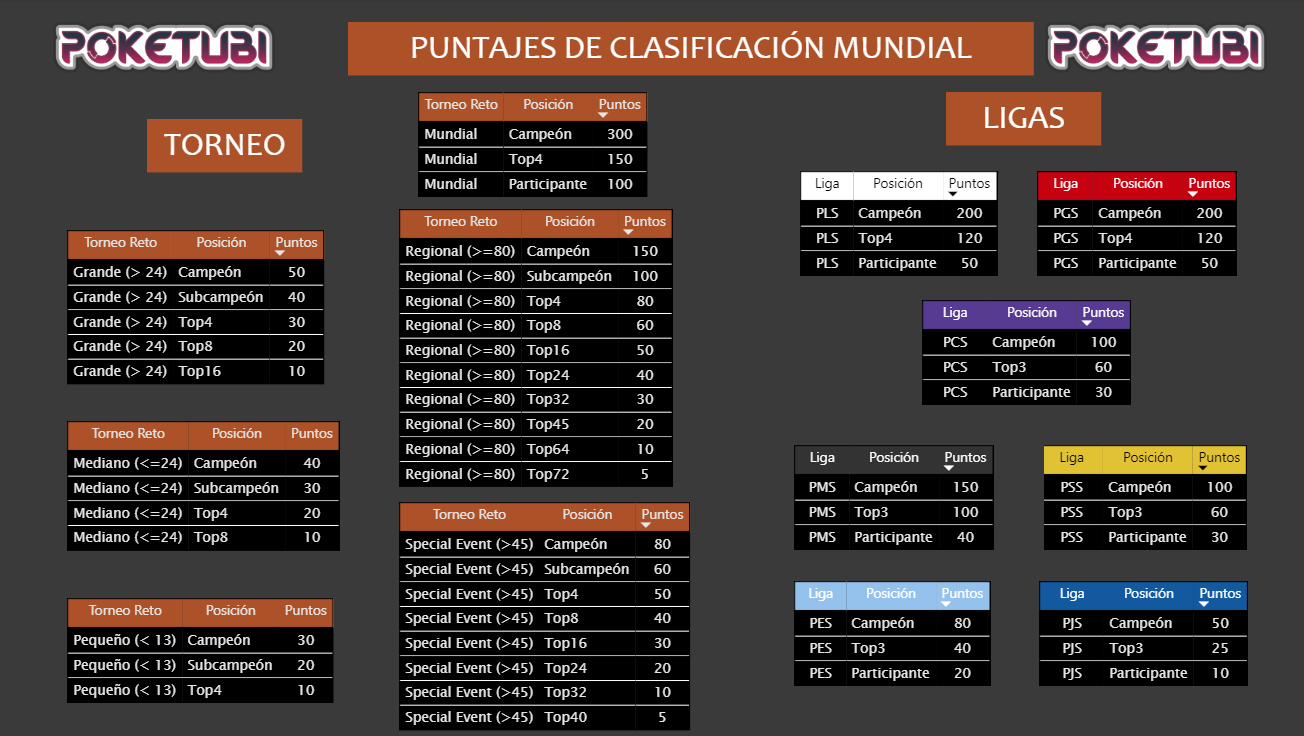 POKETUBI
PUNTAJES DE CLASIFICACIÓN MUNDIAL
POKETUBI
TORNEO
Torneo Reto Posición Puntos
Grande (> 24) Campeón 50
Grande (> 24) Subcampeón 40
Grande (> 24) Top4 30
Grande (> 24) Top8 20
Grande (> 24) Top16 10
Torneo Reto Posición Puntos
Mediano (<=24) Campeón 40
Mediano (<=24) Subcampeón 30
Mediano (<=24) Top4 20
Mediano (<=24) Top8 10
Torneo Reto Posición Puntos
Pequeño (< 13) Campeón 30
Pequeño (< 13) Subcampeón 20
Pequeño (< 13) Top4 10
Torneo Reto Posición Puntos
Mundial Campeón 300
Mundial Top4 150
Mundial Participante 100
Torneo Reto Posición Puntos
Regional (>=80) Campeón 150
Regional (>=80) Subcampeón 100
Regional (>=80) Top4 80
Regional (>=80) Top8 60
Regional (>=80) Top16 50
Regional (>=80) Top24 40
Regional (>=80) Top32 30
Regional (>=80) Top45 20
Regional (>=80) Top64 10
Regional (>=80) Top72 5
Torneo Reto Posición Puntos
Special Event (>45) Campeón 80
Special Event (>45) Subcampeón 60
Special Event (>45) Top4 50
Special Event (>45) Top8 40
Special Event (>45) Top16 30
Special Event (>45) Top24 20
Special Event (>45) Top32 10
Special Event (>45) Top40 5
LIGAS
Liga Posición Puntos
PLS Campeón 200
PLS Top4 120
PLS Participante 50
Liga Posición Puntos
PGS Campeón 200
PGS Top4 120
PGS Participante 50
Liga Posición Puntos
PCS Campeón 100
PCS Top3 60
PCS Participante 30
Liga Posición Puntos
PMS Campeón 150
PMS Top3 100
PMS Participante 40
Liga Posición Puntos
PSS Campeón 100
PSS Top3 60
PSS Participante 30
Liga Posición Puntos
PES Campeón 80
PES Top3 40
PES Participante 20
Liga Posición Puntos
PJS Campeón 50
PJS Top3 25
PJS Participante 10